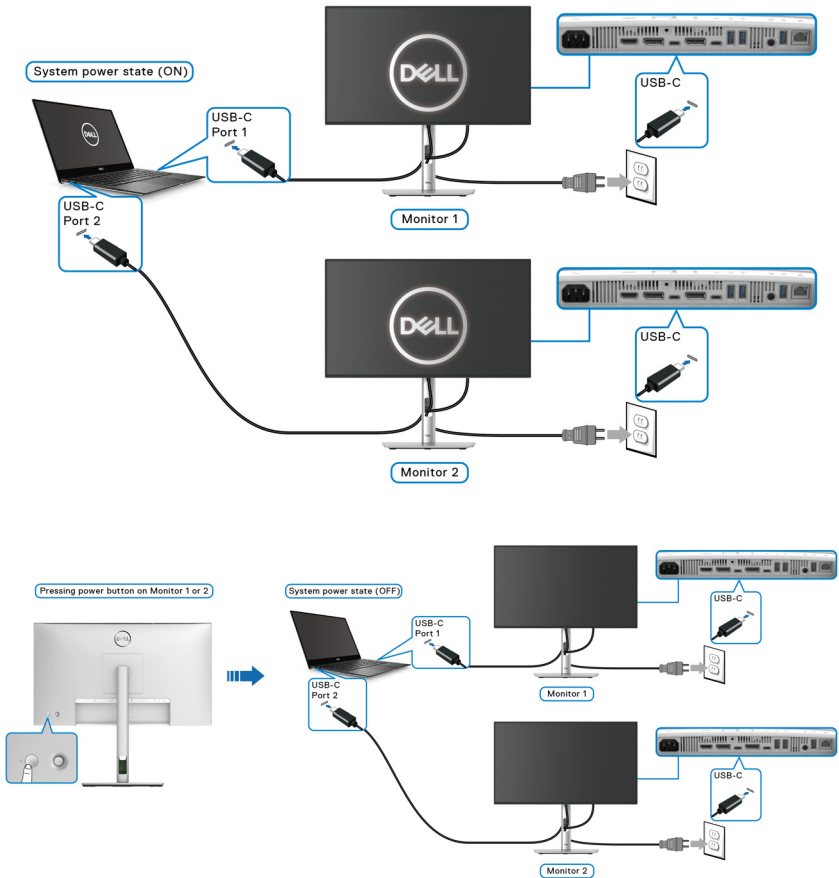 System power state (ON)
USB-C
Port 1
DELL
DELL
USB-C
Monitor 1
USB-C
Port 2
DELL
USB-C
Monitor 2
Pressing power button on Monitor 1 or 2
DELL
System power state (OFF)
USB-C
Port 1
USB-C
Monitor 1
USB-C
Port 2
USB-C
Monitor 2